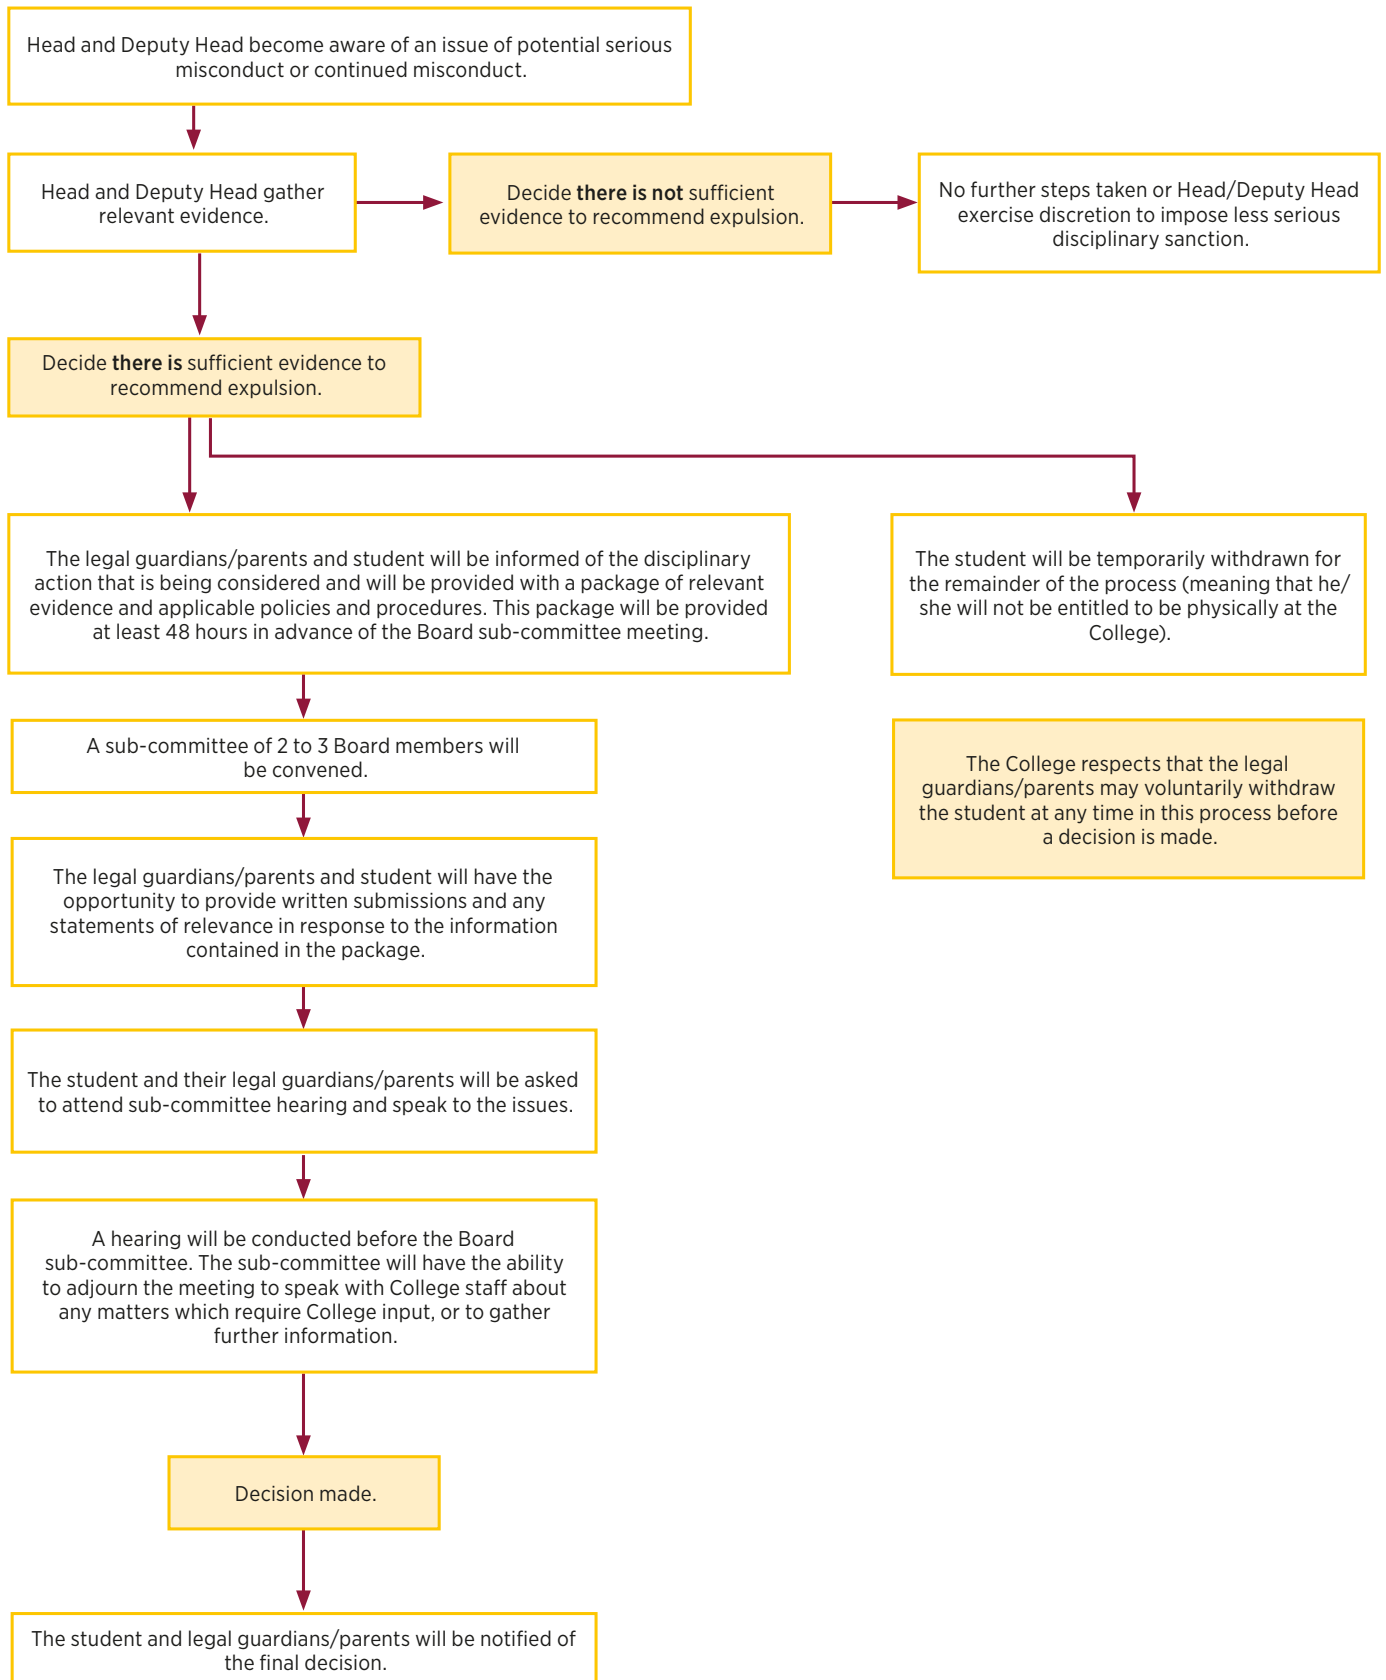 Head and Deputy Head become aware of an issue of potential serious
misconduct or continued misconduct.
Head and Deputy Head gather
relevant evidence.
Decide there is not sufficient
evidence to recommend expulsion.
No further steps taken or Head/Deputy Head
exercise discretion to impose less serious
disciplinary sanction.
Decide there is sufficient evidence to
recommend expulsion.
The legal guardians/parents and student will be informed of the disciplinary
action that is being considered and will be provided with a package of relevant
evidence and applicable policies and procedures. This package will be provided
at least 48 hours in advance of the Board sub-committee meeting.
The student will be temporarily withdrawn for
the remainder of the process (meaning that he/
she will not be entitled to be physically at the
College).
A sub-committee of 2 to 3 Board members will
be convened.
The College respects that the legal
guardians/parents may voluntarily withdraw
the student at any time in this process before
a decision is made.
The legal guardians/parents and student will have the
opportunity to provide written submissions and any
statements of relevance in response to the information
contained in the package.
The student and their legal guardians/parents will be asked
to attend sub-committee hearing and speak to the issues.
A hearing will be conducted before the Board
sub-committee. The sub-committee will have the ability
to adjourn the meeting to speak with College staff about
any matters which require College input, or to gather
further information.
Decision made.
The student and legal guardians/parents will be notified of
the final decision.